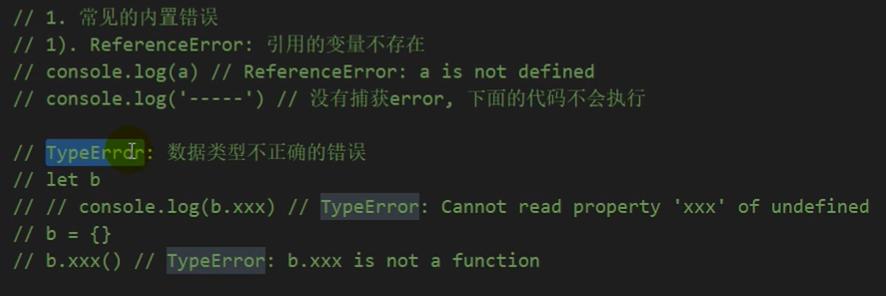 // 1. 常见的内置错误
// 1). ReferenceError: 引用的变量不存在
// console.log(a) // ReferenceError: a is not defined
// console.log('-----') // 没有捕获error, 下面的代码不会执行
// TypeError: 数据类型不正确的错误
// let b
// // console.log(b.xxx) // TypeError: Cannot read property 'xxx' of undefined
// b = {}
// b.xxx() // TypeError: b.xxx is not a function